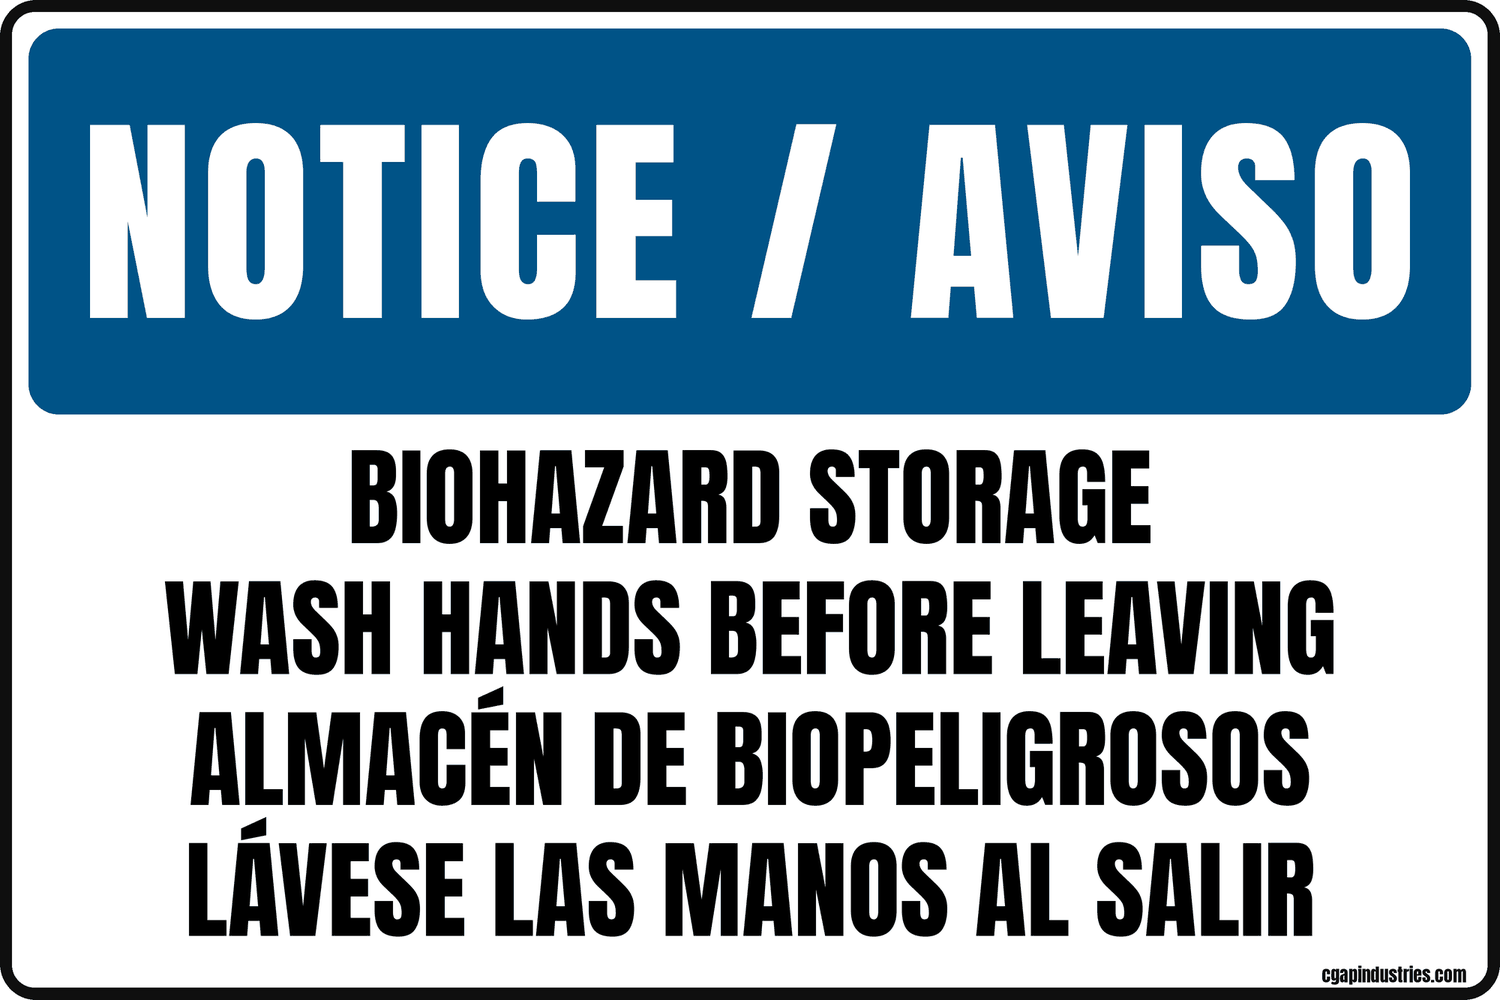 NOTICE / AVISO
BIOHAZARD STORAGE
WASH HANDS BEFORE LEAVING
ALMACÉN DE BIOPELIGROSOS
LÁVESE LAS MANOS AL SALIR
cgapindustries.com